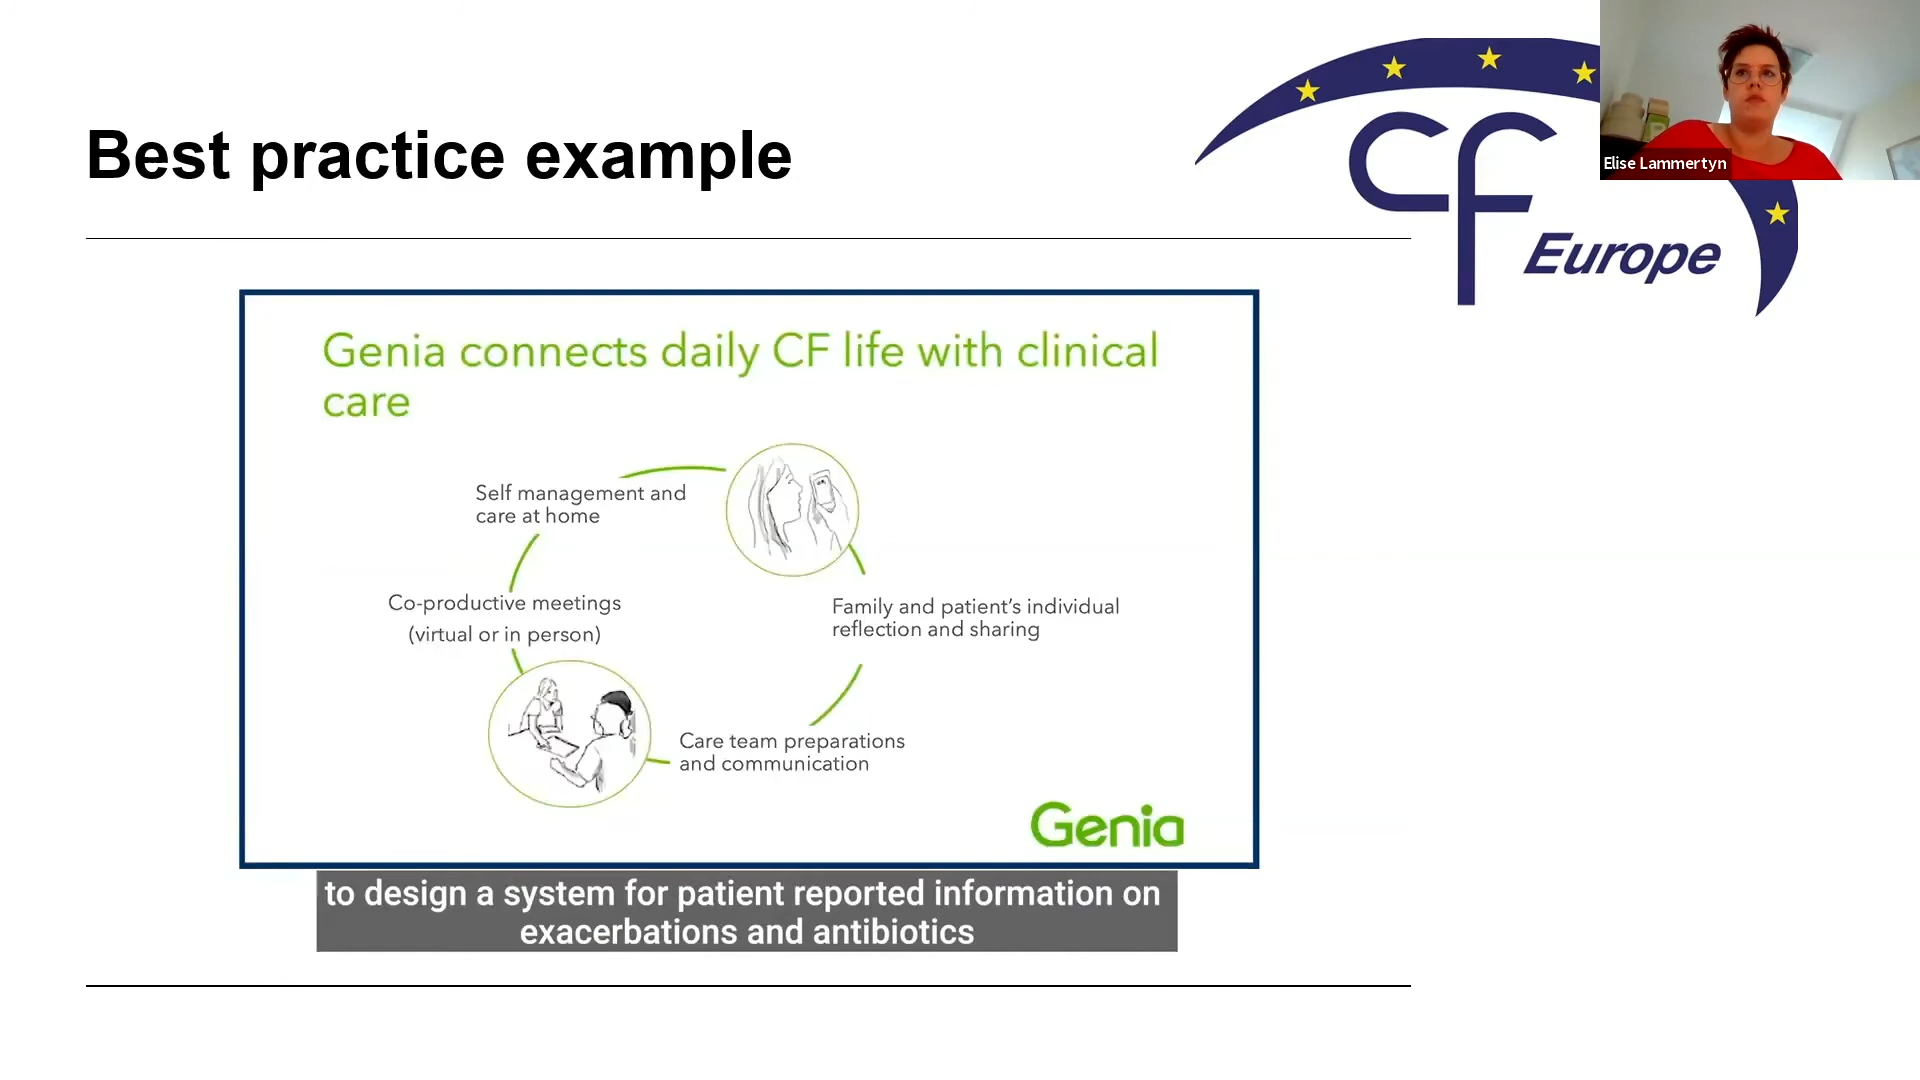 Best practice example
CF
Europe
Elise Lammertyn
Genia connects daily CF life with clinical
care
Self management and
care at home
Co-productive meetings
(virtual or in person)
Family and patient’s individual
reflection and sharing
Care team preparations
and communication
Genia
to design a system for patient reported information on
exacerbations and antibiotics